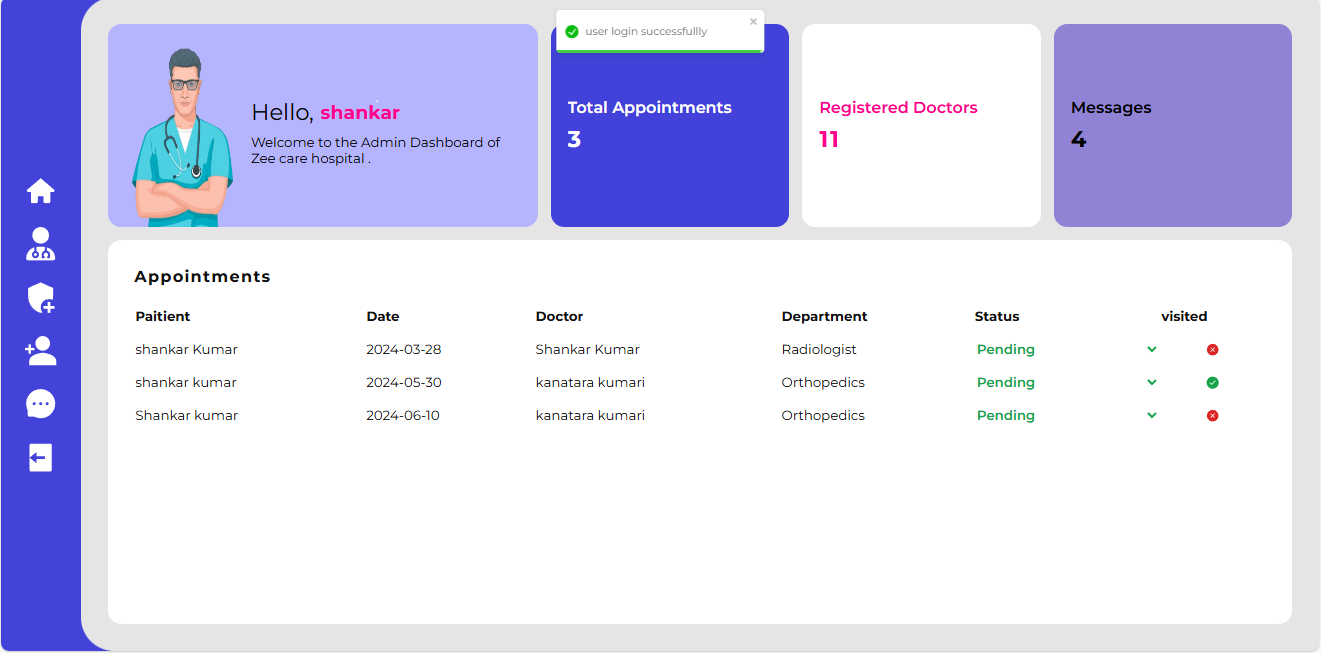 user login successfullly
Hello, shankar
Welcome to the Admin Dashboard of
Zee care hospital .
Total Appointments
3
Registered Doctors
11
Messages
4
Appointments
Paitient Date Doctor Department Status visited
shankar Kumar 2024-03-28 Shankar Kumar Radiologist Pending
shankar kumar 2024-05-30 kanatara kumari Orthopedics Pending
Shankar kumar 2024-06-10 kanatara kumari Orthopedics Pending